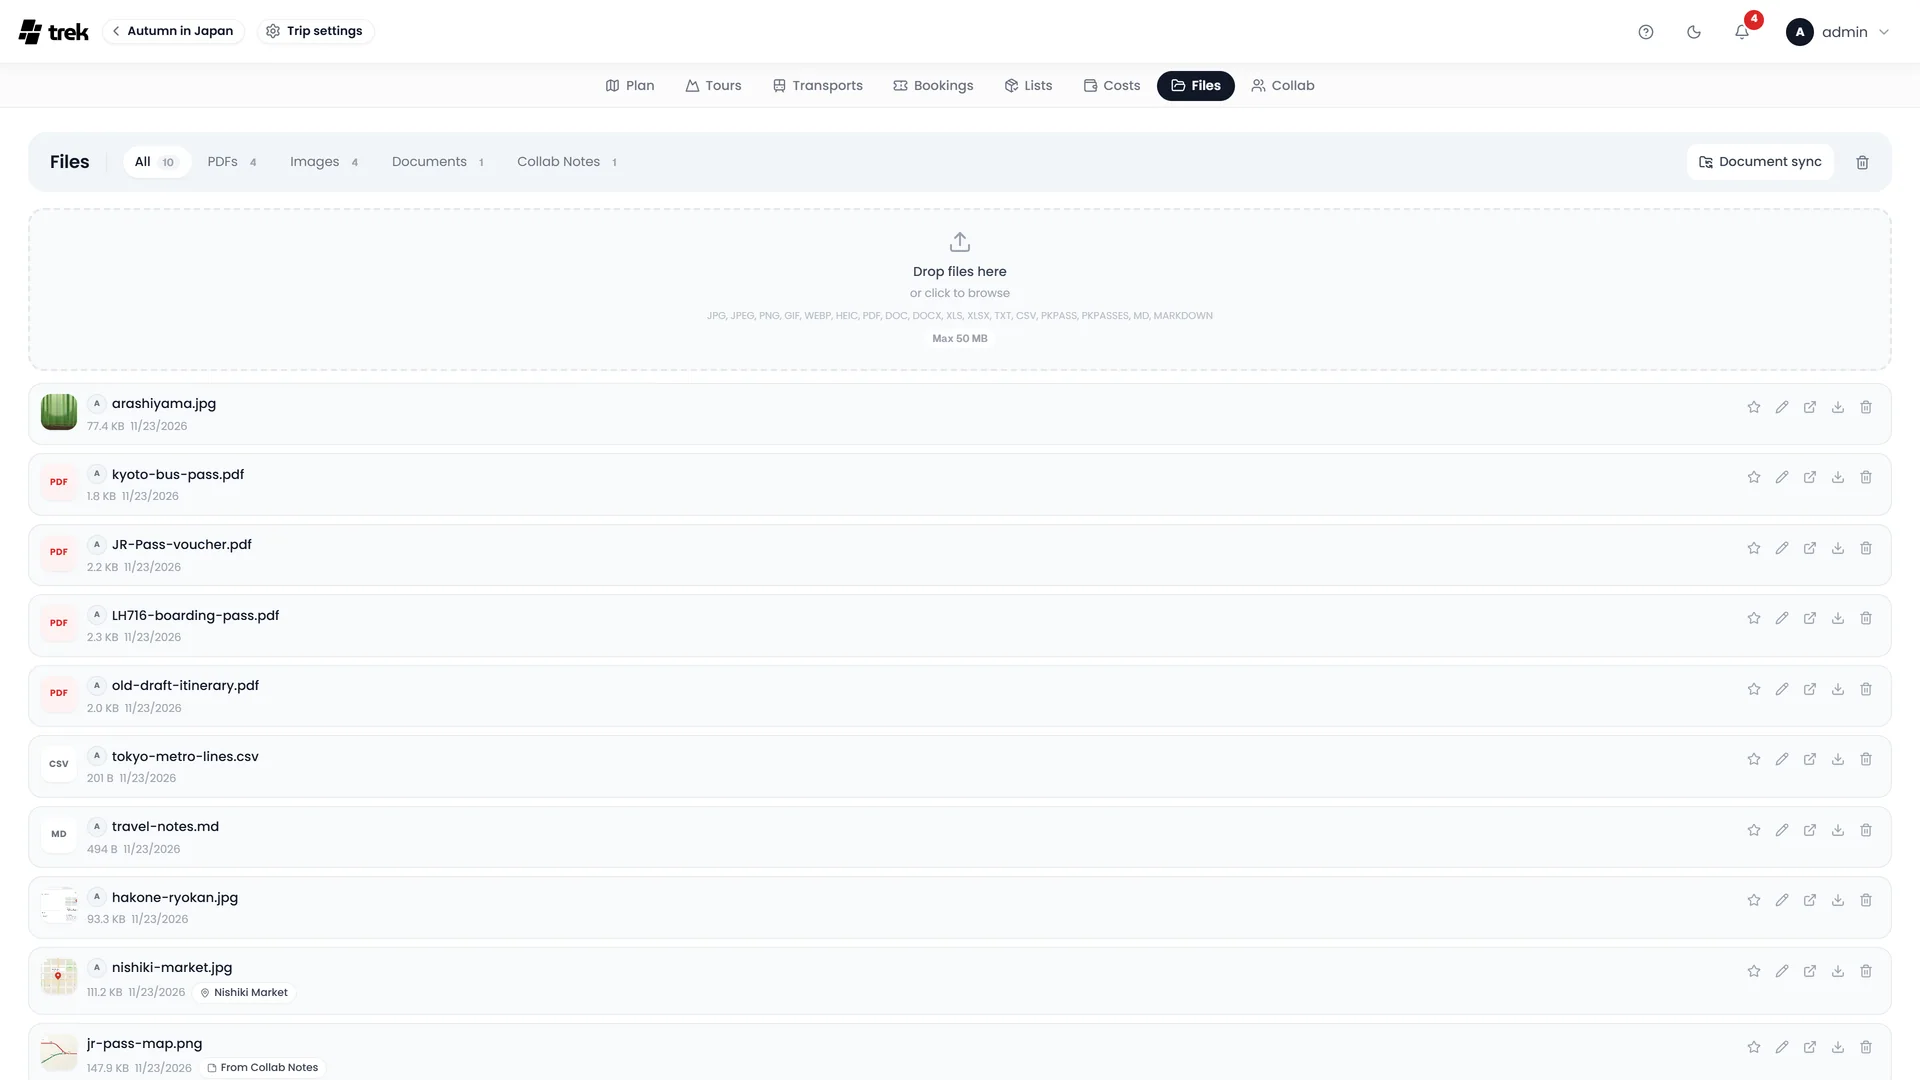 trek
Autumn in Japan
Trip settings
4
A
admin
Plan
Tours
Transports
Bookings
Lists
Costs
Files
Collab
Files
All 10
PDFs 4
Images 4
Documents 1
Collab Notes 1
Document sync
Drop files here
or click to browse
JPG, JPEG, PNG, GIF, WEBP, HEIC, PDF, DOC, DOCX, XLS, XLSX, TXT, CSV, PKPASS, PKPASSES, MD, MARKDOWN
Max 50 MB
A arashiyama.jpg
77.4 KB 11/23/2026
PDF
A kyoto-bus-pass.pdf
1.8 KB 11/23/2026
PDF
A JR-Pass-voucher.pdf
2.2 KB 11/23/2026
PDF
A LH716-boarding-pass.pdf
2.3 KB 11/23/2026
PDF
A old-draft-itinerary.pdf
2.0 KB 11/23/2026
CSV
A tokyo-metro-lines.csv
201 B 11/23/2026
MD
A travel-notes.md
494 B 11/23/2026
A hakone-ryokan.jpg
93.3 KB 11/23/2026
A nishiki-market.jpg
111.2 KB 11/23/2026 Nishiki Market
jr-pass-map.png
147.9 KB 11/23/2026 From Collab Notes